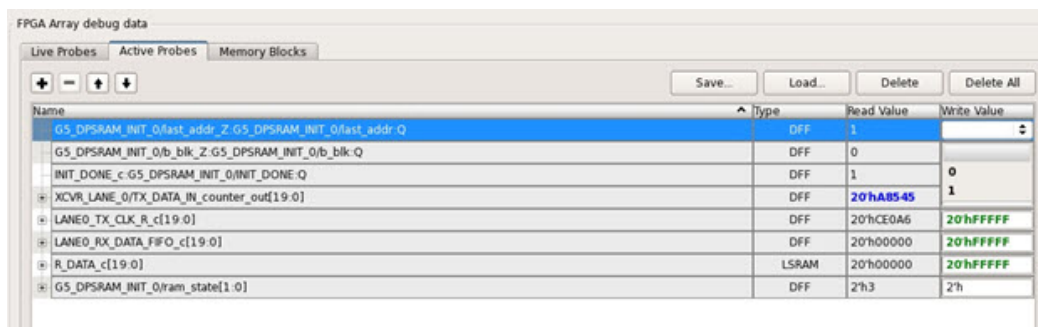 FPGA Array debug data
Live Probes Active Probes Memory Blocks
Save... Load... Delete Delete All
Name Type Read Value Write Value
G5_DPSRAM_INIT_0/last_addr_Z:G5_DPSRAM_INIT_0/last_addr:Q DFF 1
G5_DPSRAM_INIT_0/b_blk_Z:G5_DPSRAM_INIT_0/b_blk:Q DFF 0
INIT_DONE_c:G5_DPSRAM_INIT_0/INIT_DONE:Q DFF 1 0
1
XCVR_LANE_0/TX_DATA_IN_counter_out[19:0] DFF 20'hA8545
LANE0_TX_CLK_R_c[19:0] DFF 20'hCE0A6 20'hFFFFF
LANE0_RX_DATA_FIFO_c[19:0] DFF 20'h00000 20'hFFFFF
R_DATA_c[19:0] LSRAM 20'h00000 20'hFFFFF
G5_DPSRAM_INIT_0/ram_state[1:0] DFF 2'h3 2'h